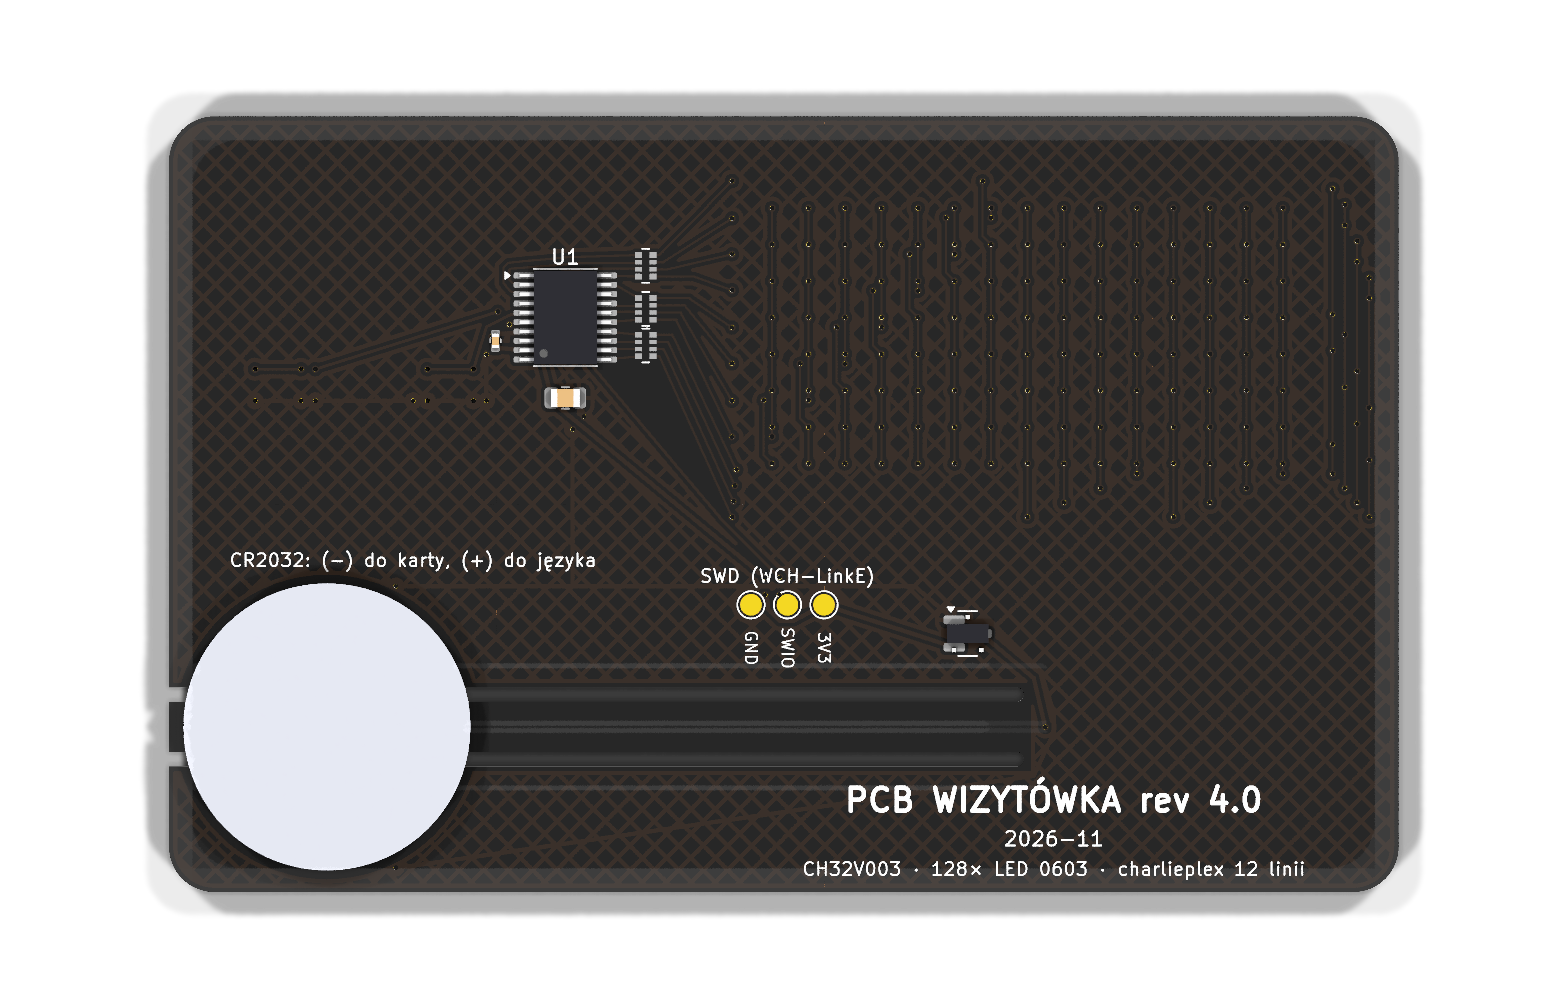 U1
CR2032: (-) do karty, (+) do języka
SWD (WCH-LinkE)
GND
SWIO
3V3
PCB WIZYTÓWKA rev 4.0
2026-11
CH32V003 · 128× LED 0603 · charlieplex 12 linii